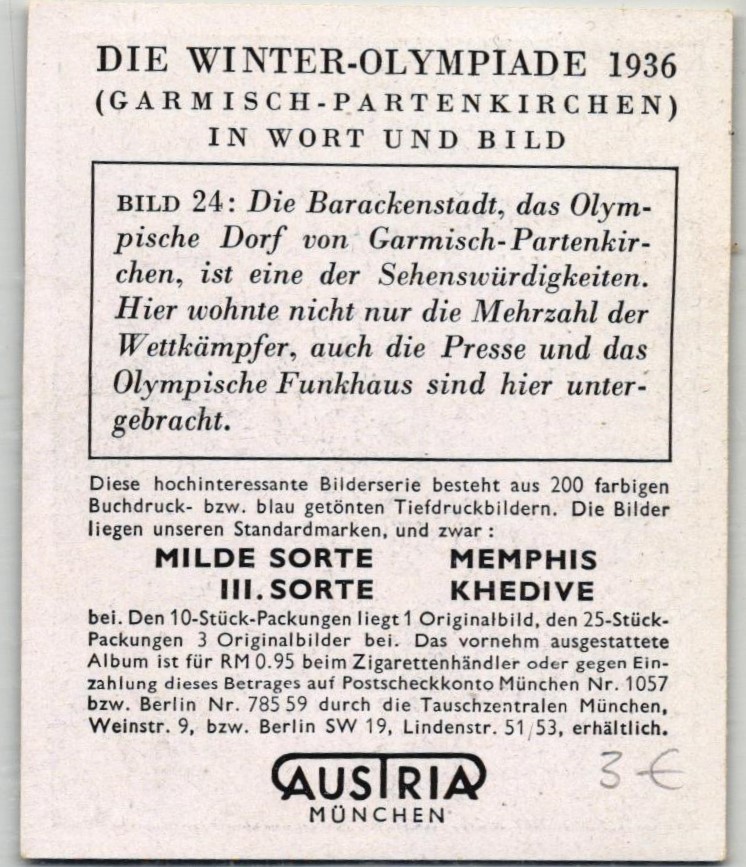 DIE WINTER-OLYMPIADE 1936
(GARMISCH-PARTENKIRCHEN)
IN WORT UND BILD
BILD 24: Die Barackenstadt, das Olym-
pische Dorf von Garmisch-Partenkir-
chen, ist eine der Sehenswürdigkeiten.
Hier wohnte nicht nur die Mehrzahl der
Wettkämpfer, auch die Presse und das
Olympische Funkhaus sind hier unter-
gebracht.
Diese hochinteressante Bilderserie besteht aus 200 farbigen
Buchdruck- bzw. blau getönten Tiefdruckbildern. Die Bilder
liegen unseren Standardmarken, und zwar:
MILDE SORTE MEMPHIS
III. SORTE KHEDIVE
bei. Den 10-Stück-Packungen liegt 1 Originalbild, den 25-Stück-
Packungen 3 Originalbilder bei. Das vornehm ausgestattete
Album ist für RM 0.95 beim Zigarettenhändler oder gegen Ein-
zahlung dieses Betrages auf Postscheckkonto München Nr. 1057
bzw. Berlin Nr. 785 59 durch die Tauschzentralen München,
Weinstr. 9, bzw. Berlin SW 19, Lindenstr. 51/53, erhältlich.
AUSTRIA
MÜNCHEN
3 €